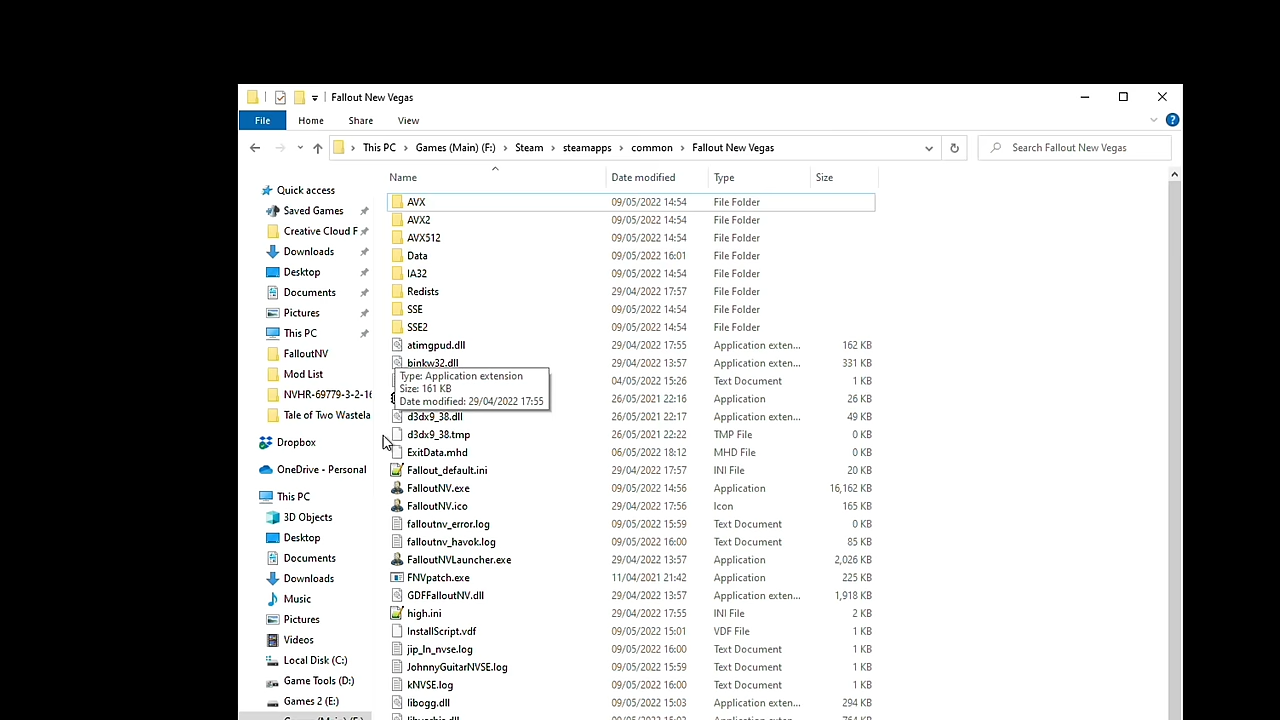 Fallout New Vegas
File Home Share View
This PC Games (Main) (F:) Steam steamapps common Fallout New Vegas Search Fallout New Vegas
Name Date modified Type Size
Quick access
Saved Games
Creative Cloud F
Downloads
Desktop
Documents
Pictures
This PC
FalloutNV
Mod List
NVHR-69779-3-2-16
Tale of Two Wastela
Dropbox
OneDrive - Personal
This PC
3D Objects
Desktop
Documents
Downloads
Music
Pictures
Videos
Local Disk (C:)
Game Tools (D:)
Games 2 (E:)
AVX 09/05/2022 14:54 File Folder
AVX2 09/05/2022 14:54 File Folder
AVX512 09/05/2022 14:54 File Folder
Data 09/05/2022 16:01 File Folder
IA32 09/05/2022 14:54 File Folder
Redists 29/04/2022 17:57 File Folder
SSE 09/05/2022 14:54 File Folder
SSE2 09/05/2022 14:54 File Folder
atimgpud.dll 29/04/2022 17:55 Application exten... 162 KB
binkw32.dll 29/04/2022 13:57 Application exten... 331 KB
04/05/2022 15:26 Text Document 1 KB
26/05/2021 22:16 Application 26 KB
Type: Application extension
Size: 161 KB
Date modified: 29/04/2022 17:55
d3dx9_38.dll 26/05/2021 22:17 Application exten... 49 KB
d3dx9_38.tmp 26/05/2021 22:22 TMP File 0 KB
ExitData.mhd 06/05/2022 18:12 MHD File 0 KB
Fallout_default.ini 29/04/2022 17:57 INI File 20 KB
FalloutNV.exe 09/05/2022 14:56 Application 16,162 KB
FalloutNV.ico 29/04/2022 17:56 Icon 165 KB
falloutnv_error.log 09/05/2022 15:59 Text Document 0 KB
falloutnv_havok.log 09/05/2022 16:00 Text Document 85 KB
FalloutNVLauncher.exe 29/04/2022 13:57 Application 2,026 KB
FNVpatch.exe 11/04/2021 21:42 Application 225 KB
GDFFalloutNV.dll 29/04/2022 13:57 Application exten... 1,918 KB
high.ini 29/04/2022 17:55 INI File 2 KB
InstallScript.vdf 09/05/2022 15:01 VDF File 1 KB
jip_ln_nvse.log 09/05/2022 16:00 Text Document 1 KB
JohnnyGuitarNVSE.log 09/05/2022 15:59 Text Document 1 KB
kNVSE.log 09/05/2022 16:00 Text Document 1 KB
libogg.dll 09/05/2022 15:03 Application exten... 294 KB